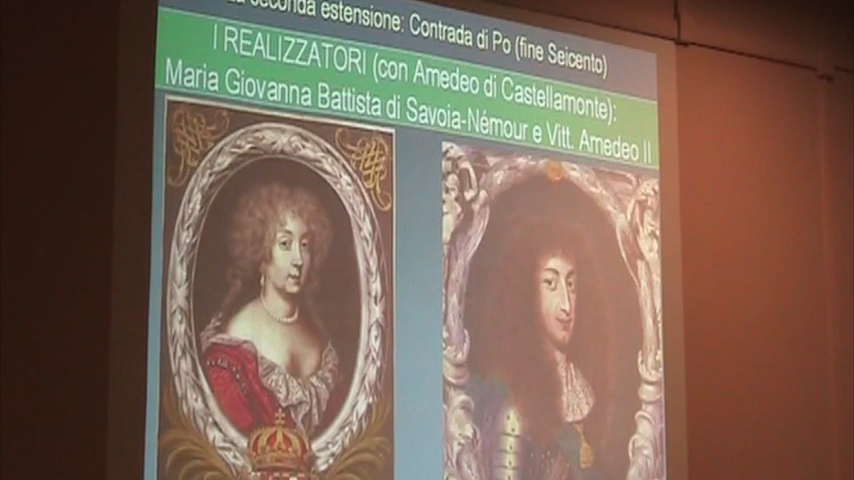 seconda estensione: Contrada di Po (fine Seicento)
I REALIZZATORI (con Amedeo di Castellamonte):
Maria Giovanna Battista di Savoia-Némour e Vitt. Amedeo II